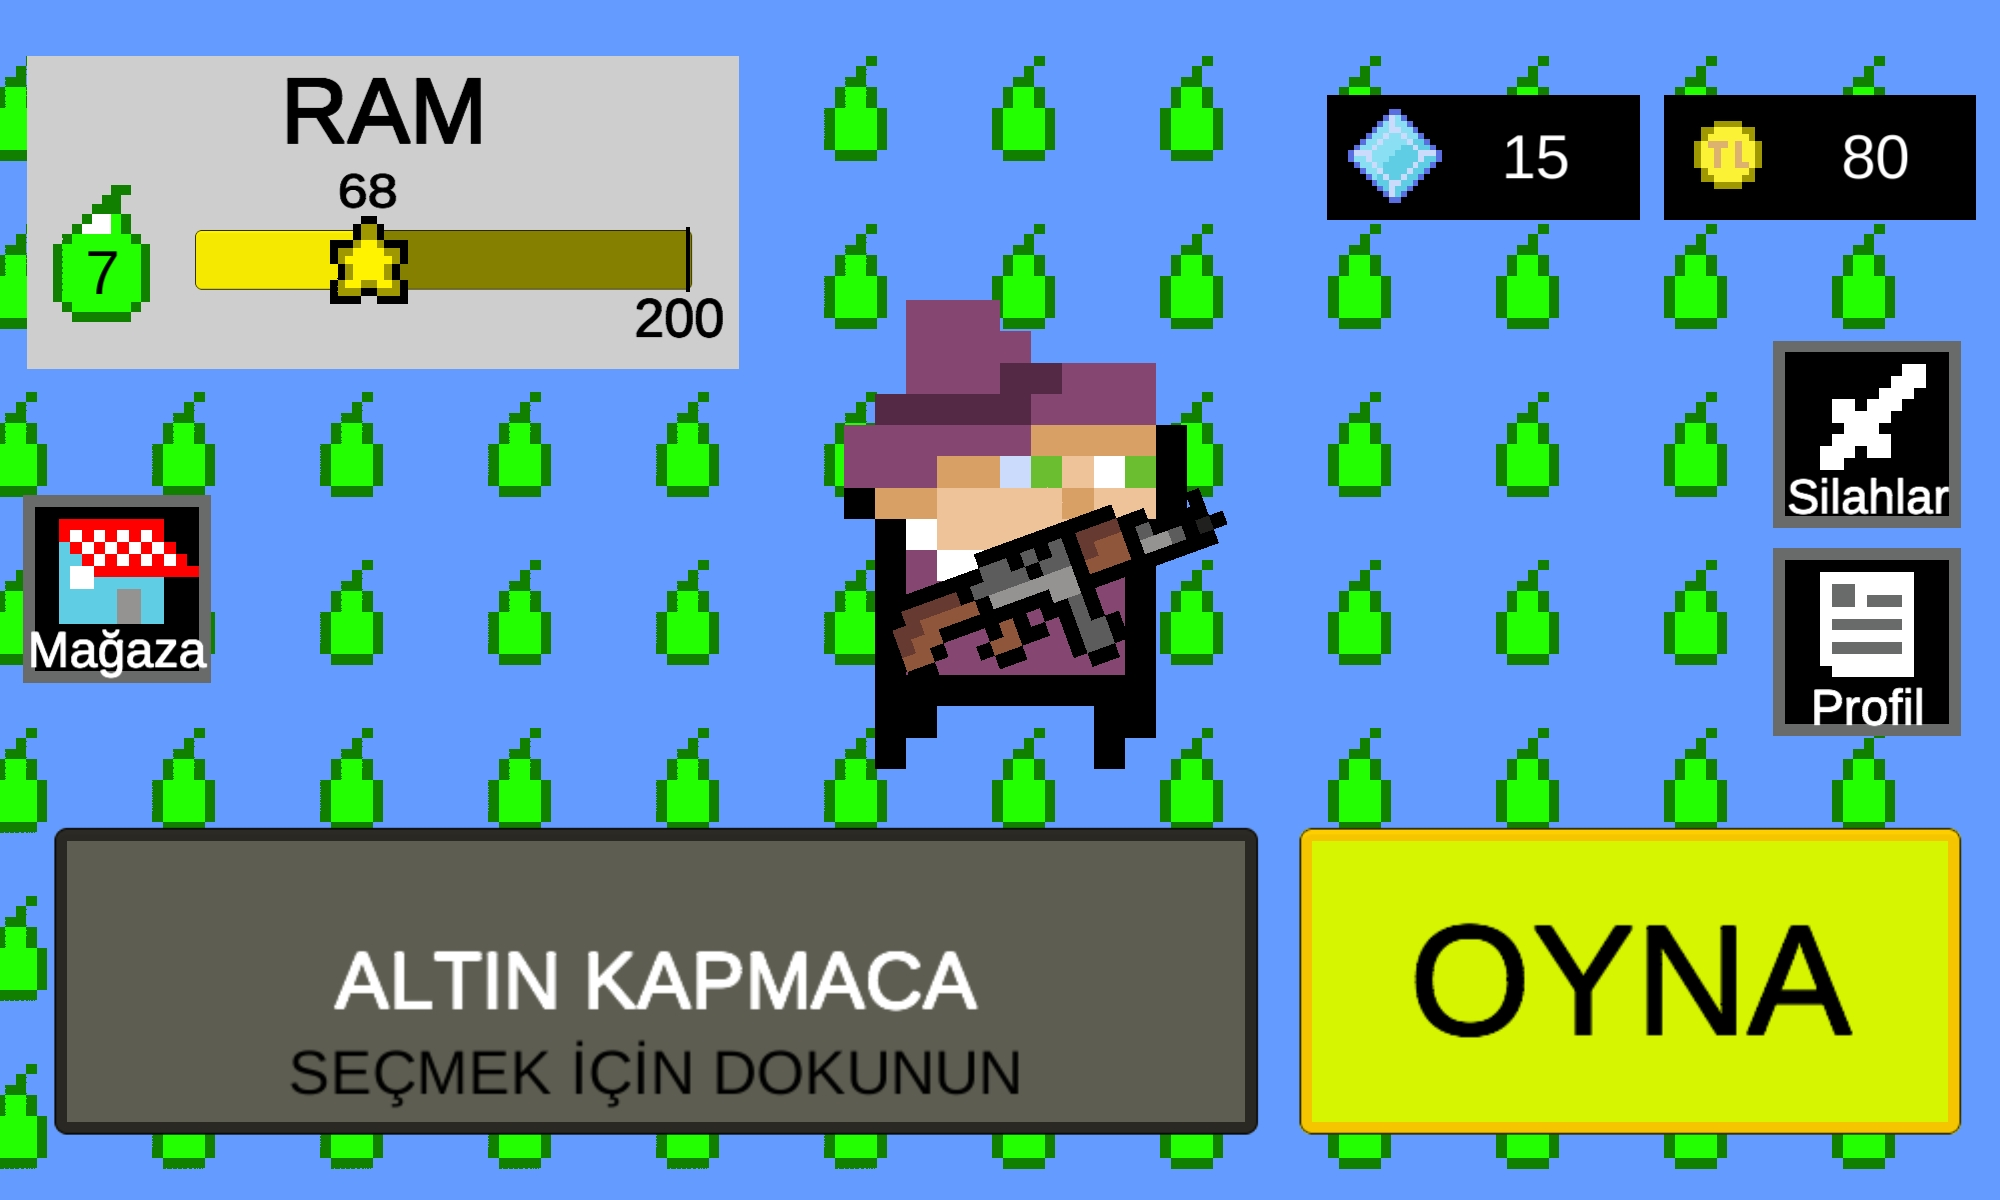 RAM
68
7
200
15
80
TL
Silahlar
Mağaza
Profil
ALTIN KAPMACA
SEÇMEK İÇİN DOKUNUN
OYNA